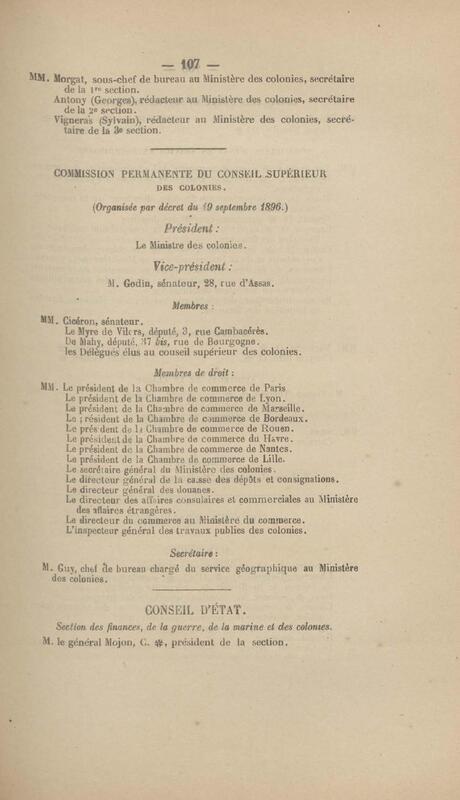 — 107 —
MM. Morgat, sous-chef de bureau au Ministère des colonies, secrétaire
de la 1re section.
Antony (Georges), rédacteur au Ministère des colonies, secrétaire
de la 2e section.
Vigneras (Sylvain), rédacteur au Ministère des colonies, secré-
taire de la 3e section.
COMMISSION PERMANENTE DU CONSEIL SUPÉRIEUR
DES COLONIES.
(Organisée par décret du 19 septembre 1896.)
Président :
Le Ministre des colonies.
Vice-président :
M. Godin, sénateur, 28, rue d'Assas.
Membres :
MM. Cicéron, sénateur.
Le Myre de Vilers, député, 3, rue Cambacérès.
De Mahy, député, 37 bis, rue de Bourgogne.
les Délégués élus au conseil supérieur des colonies.
Membres de droit :
MM. Le président de la Chambre de commerce de Paris
Le président de la Chambre de commerce de Lyon.
Le président de la Chambre de commerce de Marseille.
Le président de la Chambre de commerce de Bordeaux.
Le président de la Chambre de commerce de Rouen.
Le président de la Chambre de commerce du Hàvre.
Le président de la Chambre de commerce de Nantes.
Le président de la Chambre de commerce de Lille.
Le secrétaire général du Ministère des colonies.
Le directeur général de la caisse des dépôts et consignations.
Le directeur général des douanes.
Le directeur des affaires consulaires et commerciales au Ministère
des affaires étrangères.
Le directeur du commerce au Ministère du commerce.
L'inspecteur général des travaux publics des colonies.
Secrétaire :
M. Guy, chef de bureau chargé du service géographique au Ministère
des colonies.
CONSEIL D'ÉTAT.
Section des finances, de la guerre, de la marine et des colonies.
M. le général Mojon, C. ✻, président de la section.